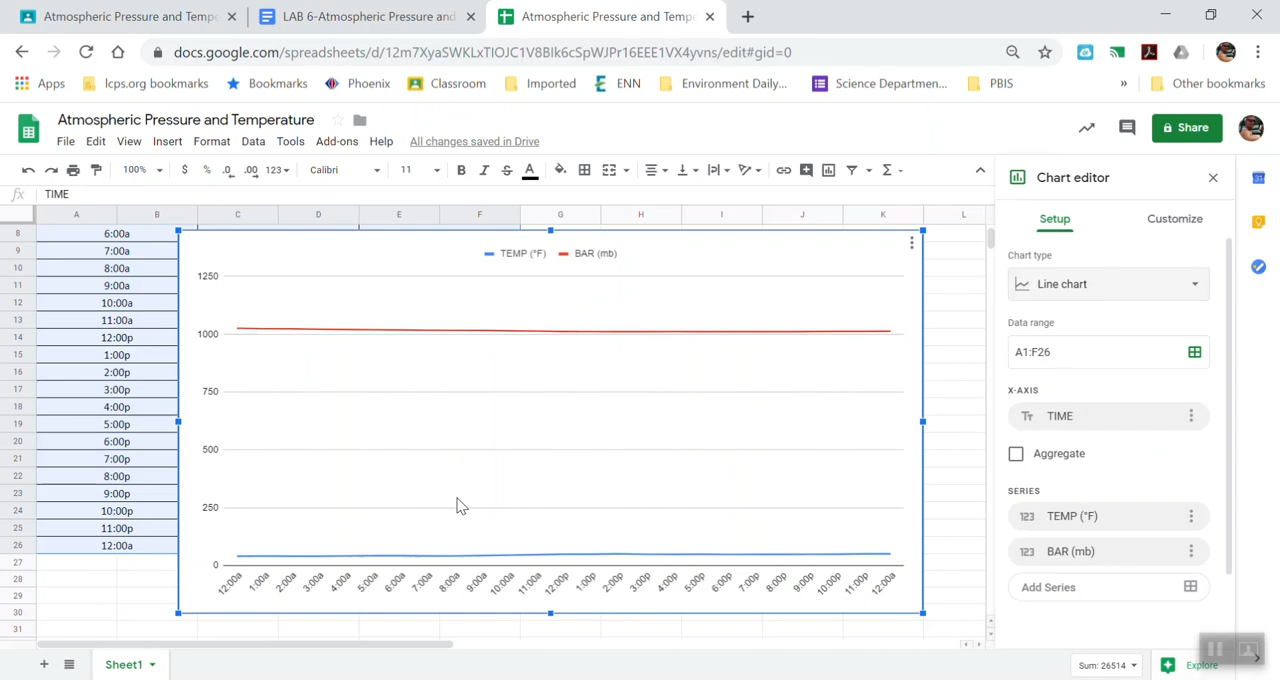 Atmospheric Pressure and Tempe
LAB 6-Atmospheric Pressure and
Atmospheric Pressure and Tempe
docs.google.com/spreadsheets/d/12m7XyaSWKLxTlOJC1V8BIk6cSpWJPr16EEE1VX4yvns/edit#gid=0
Apps
lcps.org bookmarks
Bookmarks
Phoenix
Classroom
Imported
ENN
Environment Daily...
Science Departmen...
PBIS
»
Other bookmarks
Atmospheric Pressure and Temperature
Share
File Edit View Insert Format Data Tools Add-ons Help All changes saved in Drive
100% $ % .0 .00 123 Calibri 11 B I S A Σ
fx TIME
A B C D E F G H I J K L
8 6:00a
9 7:00a
10 8:00a
11 9:00a
12 10:00a
13 11:00a
14 12:00p
15 1:00p
16 2:00p
17 3:00p
18 4:00p
19 5:00p
20 6:00p
21 7:00p
22 8:00p
23 9:00p
24 10:00p
25 11:00p
26 12:00a
27
28
29
30
31
TEMP (°F) BAR (mb)
1250
1000
750
500
250
0
12:00a 1:00a 2:00a 3:00a 4:00a 5:00a 6:00a 7:00a 8:00a 9:00a 10:00a 11:00a 12:00p 1:00p 2:00p 3:00p 4:00p 5:00p 6:00p 7:00p 8:00p 9:00p 10:00p 11:00p 12:00a
Chart editor
Setup Customize
Chart type
Line chart
Data range
A1:F26
X-AXIS
Tт TIME
Aggregate
SERIES
123 TEMP (°F)
123 BAR (mb)
Add Series
31
Sheet1
Sum: 26514
Explore